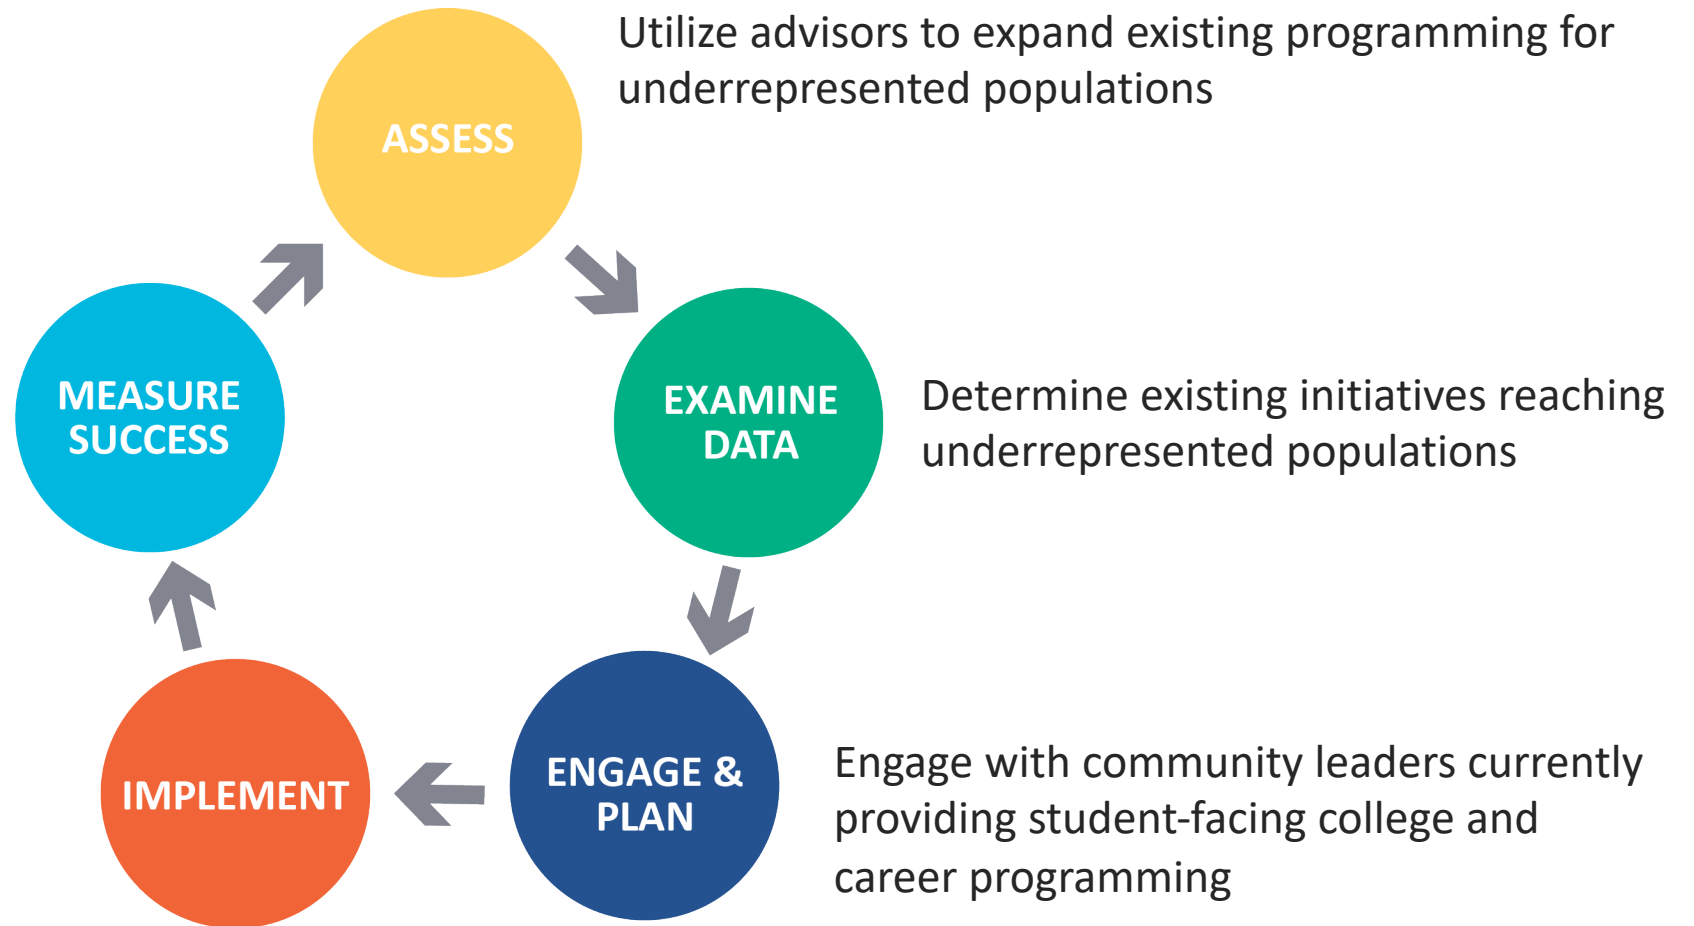 Utilize advisors to expand existing programming for
underrepresented populations
ASSESS
MEASURE
SUCCESS
EXAMINE
DATA
Determine existing initiatives reaching
underrepresented populations
IMPLEMENT
ENGAGE &
PLAN
Engage with community leaders currently
providing student-facing college and
career programming